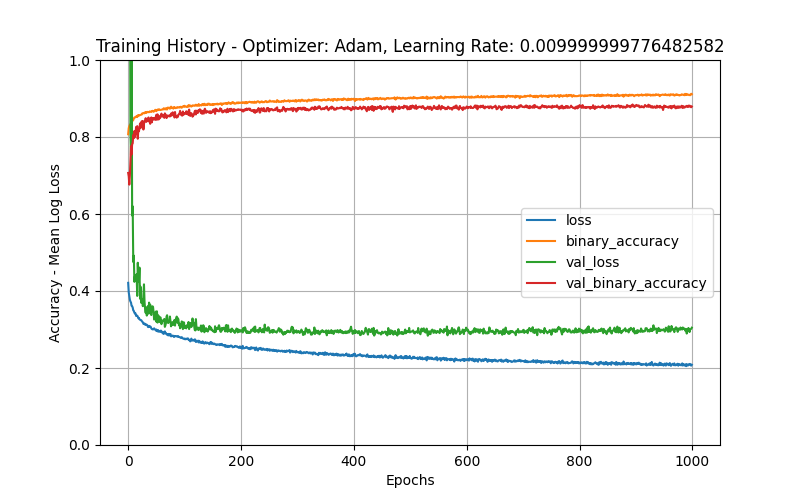 Training History - Optimizer: Adam, Learning Rate: 0.009999999776482582
1.0
0.8
0.6
0.4
0.2
0.0
Accuracy - Mean Log Loss
loss
binary_accuracy
val_loss
val_binary_accuracy
0 200 400 600 800 1000
Epochs